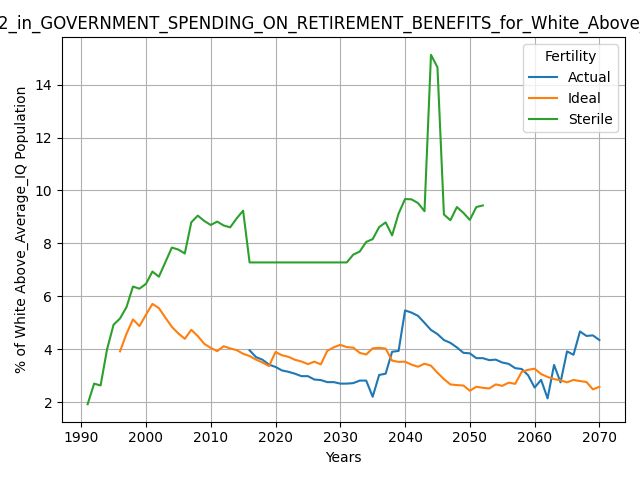 2_in_GOVERNMENT_SPENDING_ON_RETIREMENT_BENEFITS_for_White_Above_
% of White Above_Average_IQ Population
14
12
10
8
6
4
2
Fertility
Actual
Ideal
Sterile
1990 2000 2010 2020 2030 2040 2050 2060 2070
Years